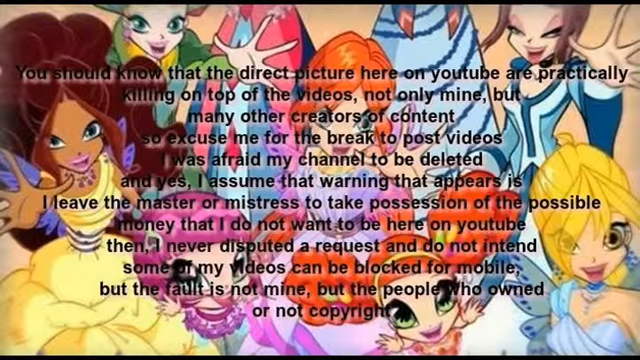 You should know that the direct picture here on youtube are practically
killing on top of the videos, not only mine, but
many other creators of content
so excuse me for the break to post videos
I was afraid my channel to be deleted
and yes, I assume that warning that appears is
I leave the master or mistress to take possession of the possible
money that I do not want to be here on youtube
then, I never disputed a request and do not intend
some of my videos can be blocked for mobile,
but the fault is not mine, but the people who owned
or not copyright